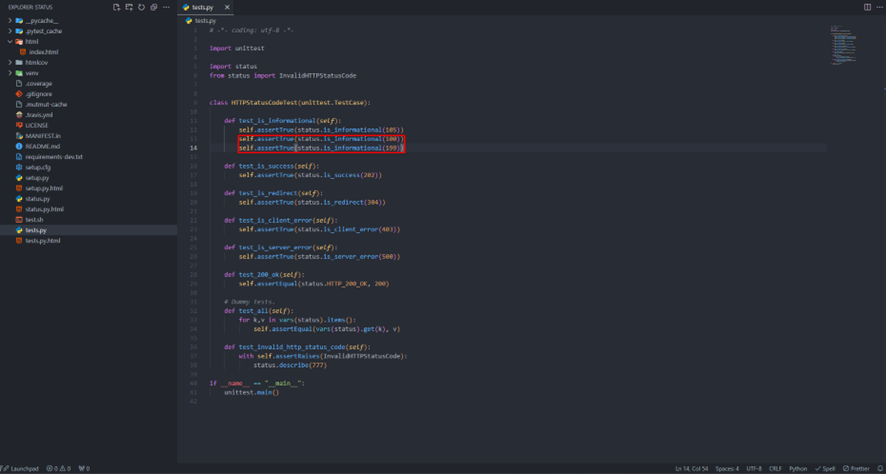 EXPLORER: STATUS
__pycache__
.pytest_cache
html
index.html
htmlcov
venv
.coverage
.gitignore
.mutmut-cache
.travis.yml
LICENSE
MANIFEST.in
README.md
requirements-dev.txt
setup.cfg
setup.py
setup.py.html
status.py
status.py.html
test.sh
tests.py
tests.py.html
tests.py
tests.py
1 # -*- coding: utf-8 -*-
2
3 import unittest
4
5 import status
6 from status import InvalidHTTPStatusCode
7
8
9 class HTTPStatusCodeTest(unittest.TestCase):
10
11 def test_is_informational(self):
12 self.assertTrue(status.is_informational(105))
13 self.assertTrue(status.is_informational(100))
14 self.assertTrue(status.is_informational(199))
15
16 def test_is_success(self):
17 self.assertTrue(status.is_success(202))
18
19 def test_is_redirect(self):
20 self.assertTrue(status.is_redirect(304))
21
22 def test_is_client_error(self):
23 self.assertTrue(status.is_client_error(403))
24
25 def test_is_server_error(self):
26 self.assertTrue(status.is_server_error(500))
27
28 def test_200_ok(self):
29 self.assertEqual(status.HTTP_200_OK, 200)
30
31 # Dummy tests.
32 def test_all(self):
33 for k,v in vars(status).items():
34 self.assertEqual(vars(status).get(k), v)
35
36 def test_invalid_http_status_code(self):
37 with self.assertRaises(InvalidHTTPStatusCode):
38 status.describe(777)
39
40 if __name__ == "__main__":
41 unittest.main()
42
Launchpad 0 0 0 Ln 14, Col 54 Spaces: 4 UTF-8 CRLF Python Spell Prettier